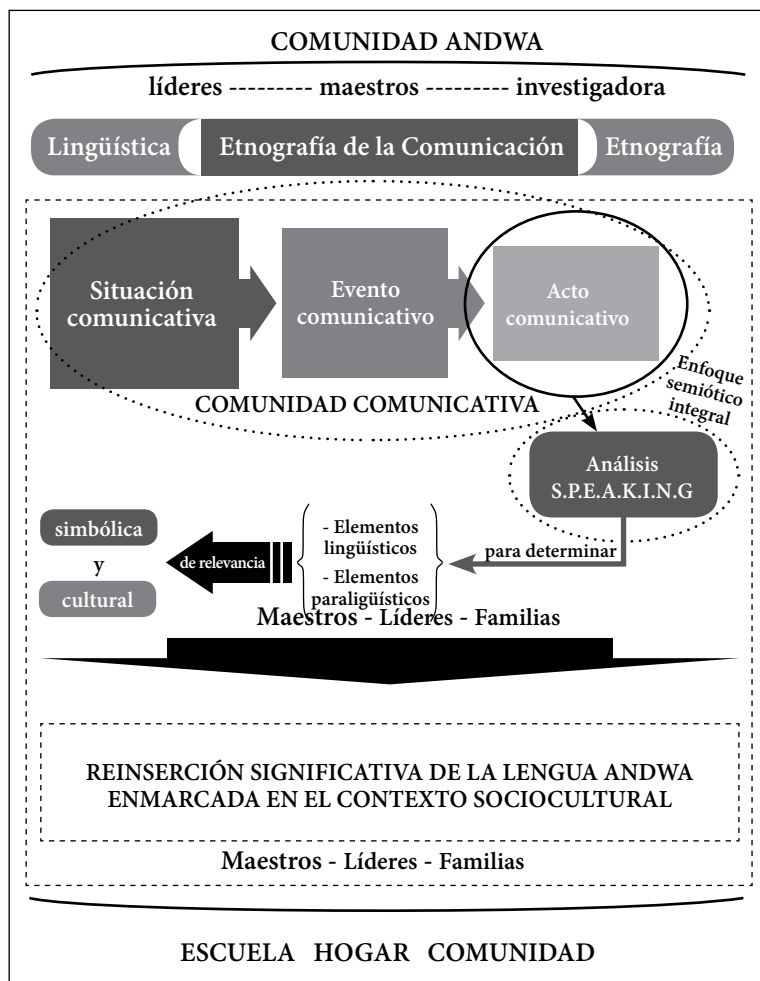 COMUNIDAD ANDWA
líderes --------- maestros --------- investigadora
Lingüística
Etnografía de la Comunicación
Etnografía
Situación
comunicativa
Evento
comunicativo
Acto
comunicativo
COMUNIDAD COMUNICATIVA
Enfoque
semiótico
integral
Análisis
S.P.E.A.K.I.N.G
para determinar
- Elementos
lingüísticos
- Elementos
paraligüísticos
de relevancia
simbólica
y
cultural
Maestros - Líderes - Familias
REINSERCIÓN SIGNIFICATIVA DE LA LENGUA ANDWA
ENMARCADA EN EL CONTEXTO SOCIOCULTURAL
Maestros - Líderes - Familias
ESCUELA HOGAR COMUNIDAD